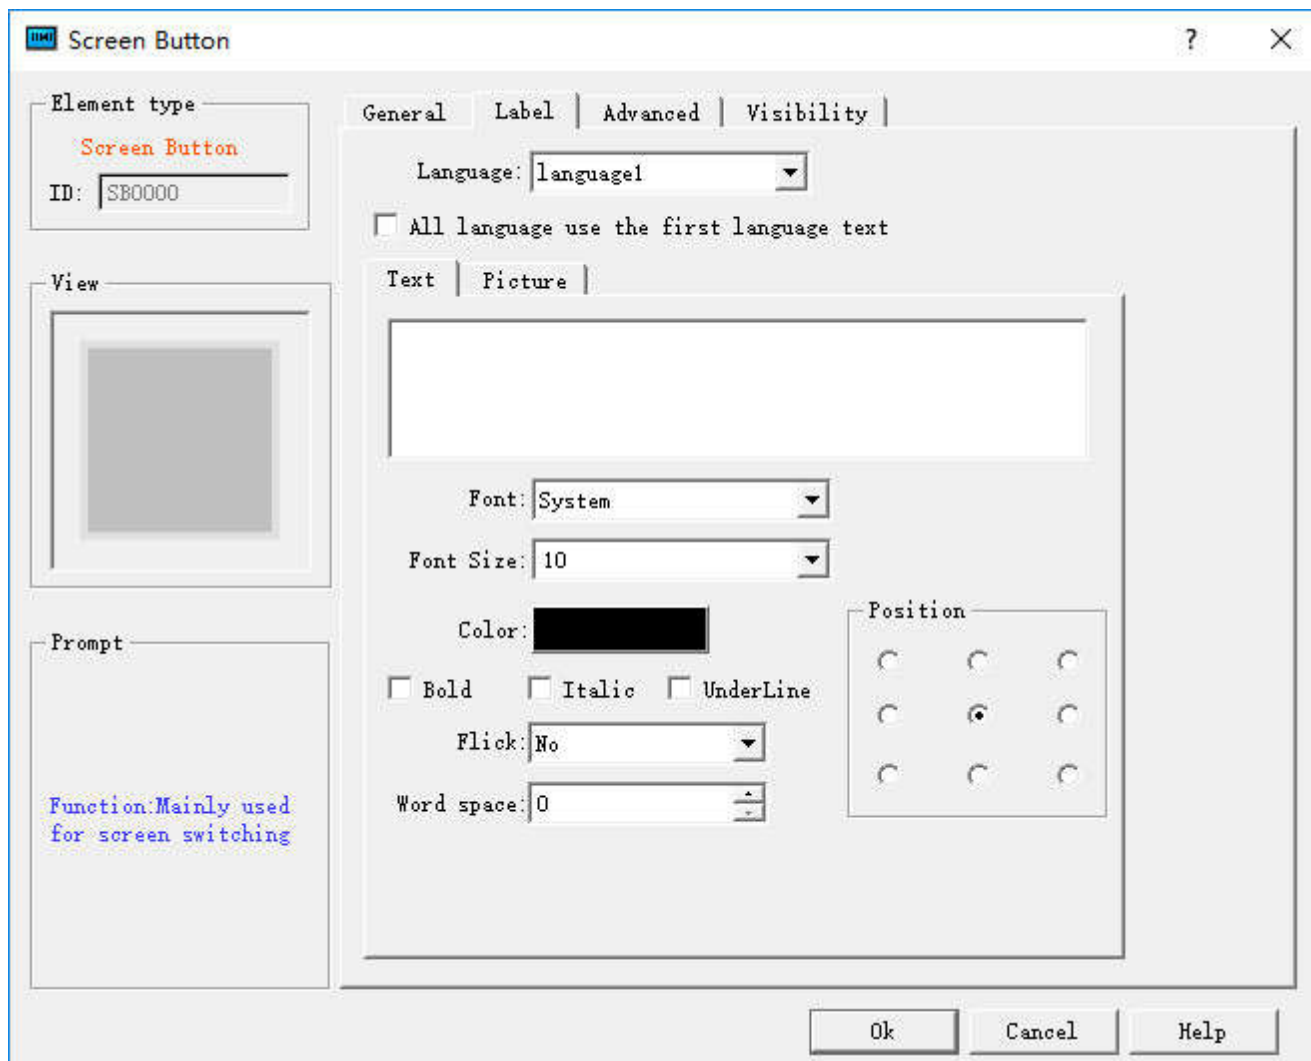 Screen Button
Element type
Screen Button
ID: SB0000
View
Prompt
Function:Mainly used
for screen switching
General Label Advanced Visibility
Language: language1
All language use the first language text
Text Picture
Font: System
Font Size: 10
Color:
Position
Bold Italic UnderLine
Flick: No
Word space: 0
Ok Cancel Help